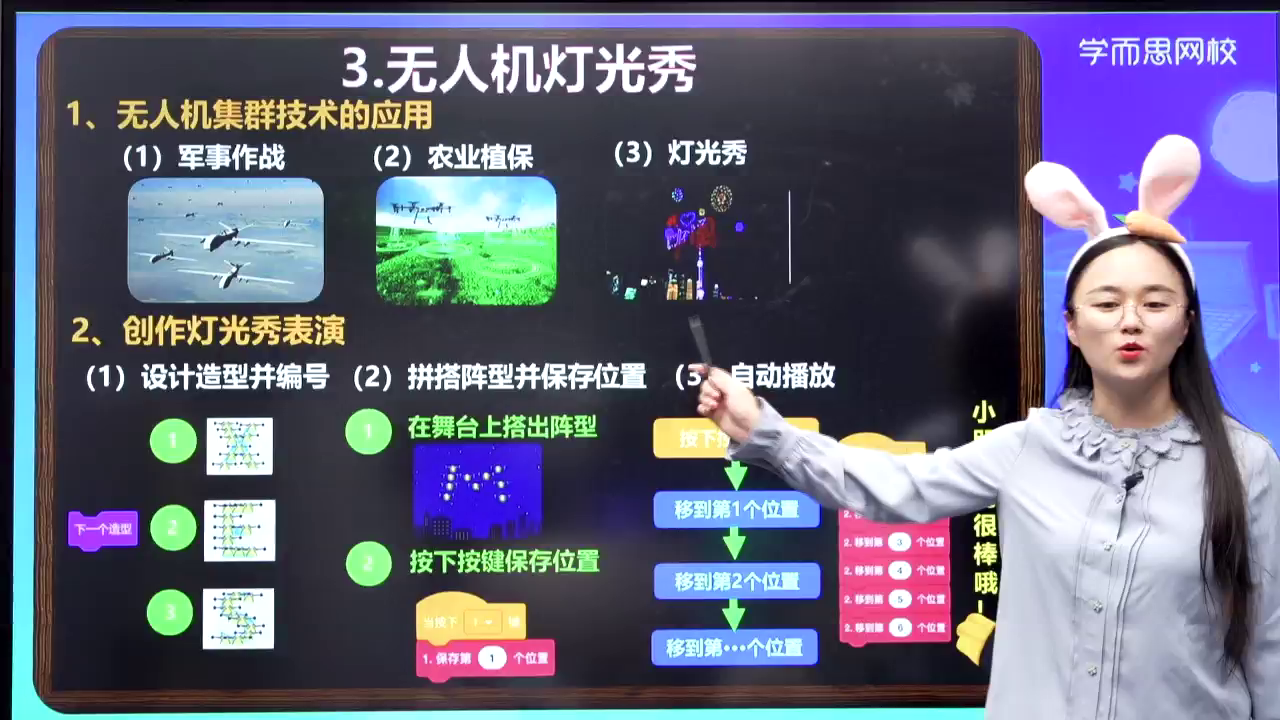 3.无人机灯光秀
学而思网校
1、无人机集群技术的应用
（1）军事作战
（2）农业植保
（3）灯光秀
2、创作灯光秀表演
（1）设计造型并编号
（2）拼搭阵型并保存位置
自动播放
1
下一个造型
2
3
1
在舞台上搭出阵型
2
按下按键保存位置
当按下
键
1. 保存第 1 个位置
按下
移到第1个位置
移到第2个位置
移到第…个位置
2. 移到第 3 个位置
2. 移到第 4 个位置
2. 移到第 5 个位置
2. 移到第 6 个位置
小
很棒哦！